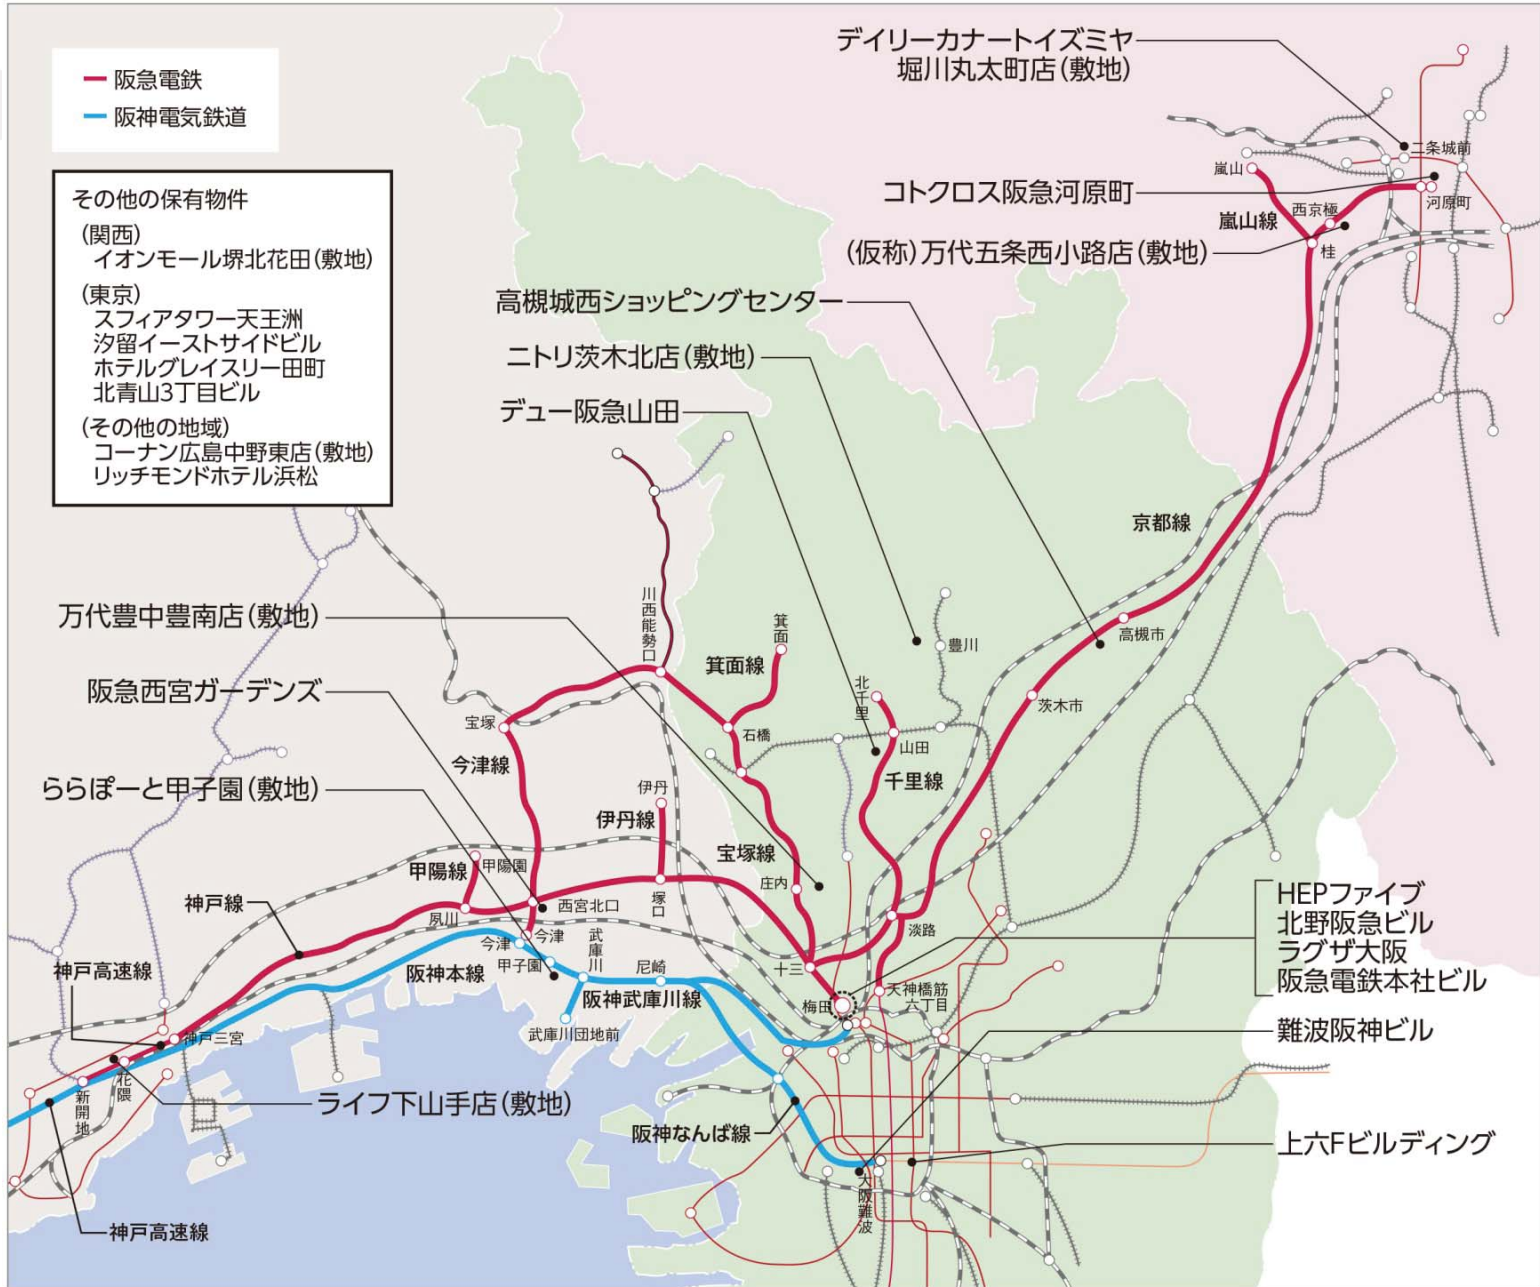 阪急電鉄
阪神電気鉄道
その他の保有物件
(関西)
イオンモール堺北花田(敷地)
(東京)
スフィアタワー天王洲
汐留イーストサイドビル
ホテルグレイスリー田町
北青山3丁目ビル
(その他の地域)
コーナン広島中野東店(敷地)
リッチモンドホテル浜松
デイリーカナートイズミヤ
堀川丸太町店(敷地)
二条城前
嵐山
コトクロス阪急河原町
西京極
河原町
嵐山線
(仮称)万代五条西小路店(敷地)
桂
高槻城西ショッピングセンター
ニトリ茨木北店(敷地)
デュー阪急山田
京都線
川西能勢口
万代豊中豊南店(敷地)
箕面
箕面線
豊川
高槻市
阪急西宮ガーデンズ
北千里
茨木市
宝塚
石橋
山田
今津線
千里線
ららぽーと甲子園(敷地)
伊丹
伊丹線
宝塚線
甲陽線
甲陽園
庄内
神戸線
夙川
西宮北口
塚口
淡路
HEPファイブ
北野阪急ビル
ラグザ大阪
阪急電鉄本社ビル
今津
今津
武庫川
甲子園
尼崎
十三
神戸高速線
阪神本線
阪神武庫川線
梅田
天神橋筋
六丁目
武庫川団地前
難波阪神ビル
神戸三宮
花隈
新開地
ライフ下山手店(敷地)
阪神なんば線
上六Fビルディング
大阪難波
神戸高速線